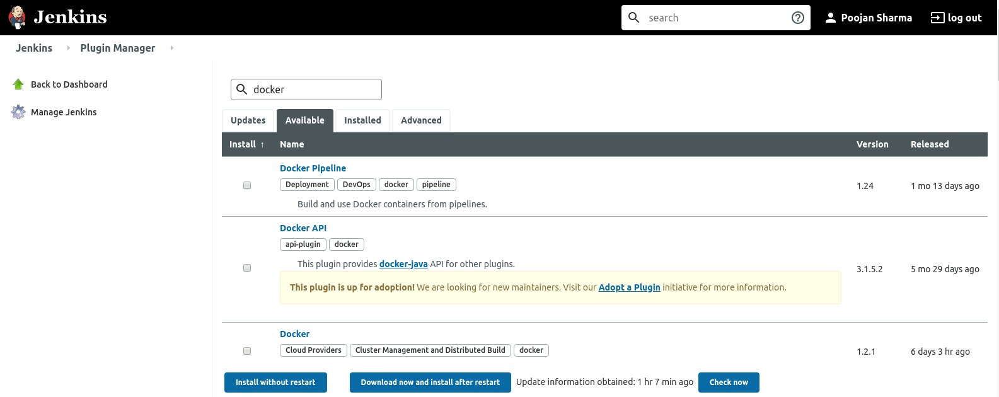 Jenkins
search
Poojan Sharma
log out
Jenkins
Plugin Manager
Back to Dashboard
Manage Jenkins
docker
Updates
Available
Installed
Advanced
Install ↑ Name Version Released
Docker Pipeline
Deployment DevOps docker pipeline
1.24 1 mo 13 days ago
Build and use Docker containers from pipelines.
Docker API
api-plugin docker
This plugin provides docker-java API for other plugins.
3.1.5.2 5 mo 29 days ago
This plugin is up for adoption! We are looking for new maintainers. Visit our Adopt a Plugin initiative for more information.
Docker
Cloud Providers Cluster Management and Distributed Build docker
1.2.1 6 days 3 hr ago
Install without restart
Download now and install after restart
Update information obtained: 1 hr 7 min ago
Check now